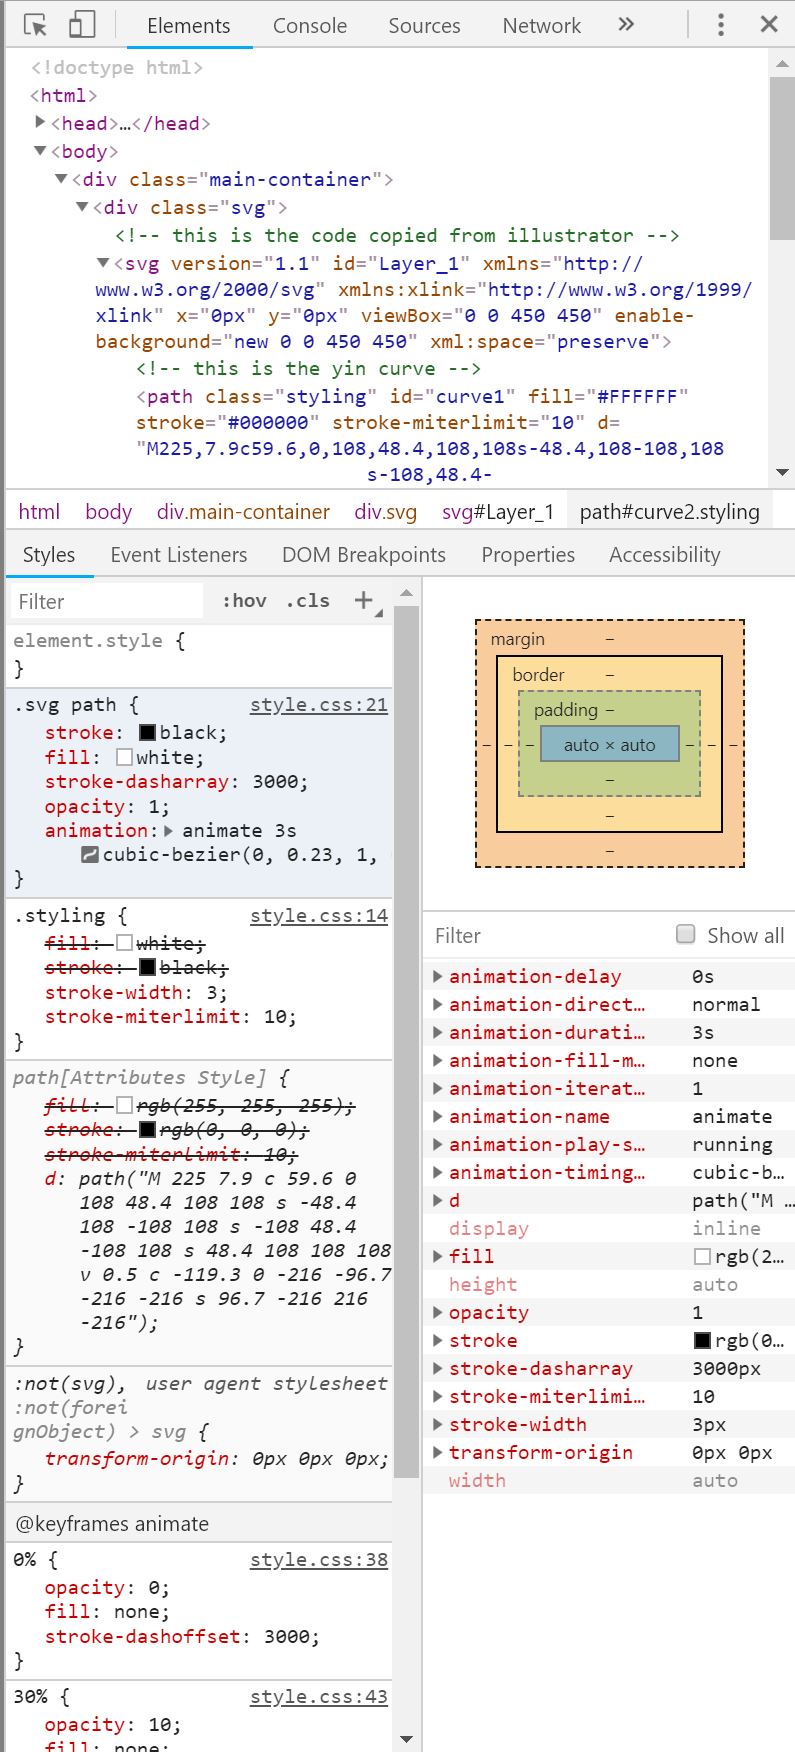 Elements Console Sources Network »
<!doctype html>
<html>
<head>…</head>
<body>
<div class="main-container">
<div class="svg">
<!-- this is the code copied from illustrator -->
<svg version="1.1" id="Layer_1" xmlns="http://
www.w3.org/2000/svg" xmlns:xlink="http://www.w3.org/1999/
xlink" x="0px" y="0px" viewBox="0 0 450 450" enable-
background="new 0 0 450 450" xml:space="preserve">
<!-- this is the yin curve -->
<path class="styling" id="curve1" fill="#FFFFFF"
stroke="#000000" stroke-miterlimit="10" d=
"M225,7.9c59.6,0,108,48.4,108,108s-48.4,108-108,108
s-108,48.4-
html body div.main-container div.svg svg#Layer_1 path#curve2.styling
Styles Event Listeners DOM Breakpoints Properties Accessibility
Filter :hov .cls +
element.style {
}
.svg path { style.css:21
stroke: black;
fill: white;
stroke-dasharray: 3000;
opacity: 1;
animation: animate 3s
cubic-bezier(0, 0.23, 1,
}
.styling { style.css:14
fill: white;
stroke: black;
stroke-width: 3;
stroke-miterlimit: 10;
}
path[Attributes Style] {
fill: rgb(255, 255, 255);
stroke: rgb(0, 0, 0);
stroke-miterlimit: 10;
d: path("M 225 7.9 c 59.6 0
108 48.4 108 108 s -48.4
108 -108 108 s -108 48.4
-108 108 s 48.4 108 108 108
v 0.5 c -119.3 0 -216 -96.7
-216 -216 s 96.7 -216 216
-216");
}
:not(svg), user agent stylesheet
:not(forei
gnObject) > svg {
transform-origin: 0px 0px 0px;
}
@keyframes animate
0% { style.css:38
opacity: 0;
fill: none;
stroke-dashoffset: 3000;
}
30% { style.css:43
opacity: 10;
fill: none;
margin –
border –
padding –
– – – auto × auto – – –
–
–
–
Filter Show all
animation-delay 0s
animation-direct… normal
animation-durati… 3s
animation-fill-m… none
animation-iterat… 1
animation-name animate
animation-play-s… running
animation-timing… cubic-b…
d path("M …
display inline
fill rgb(2…
height auto
opacity 1
stroke rgb(0…
stroke-dasharray 3000px
stroke-miterlimi… 10
stroke-width 3px
transform-origin 0px 0px
width auto